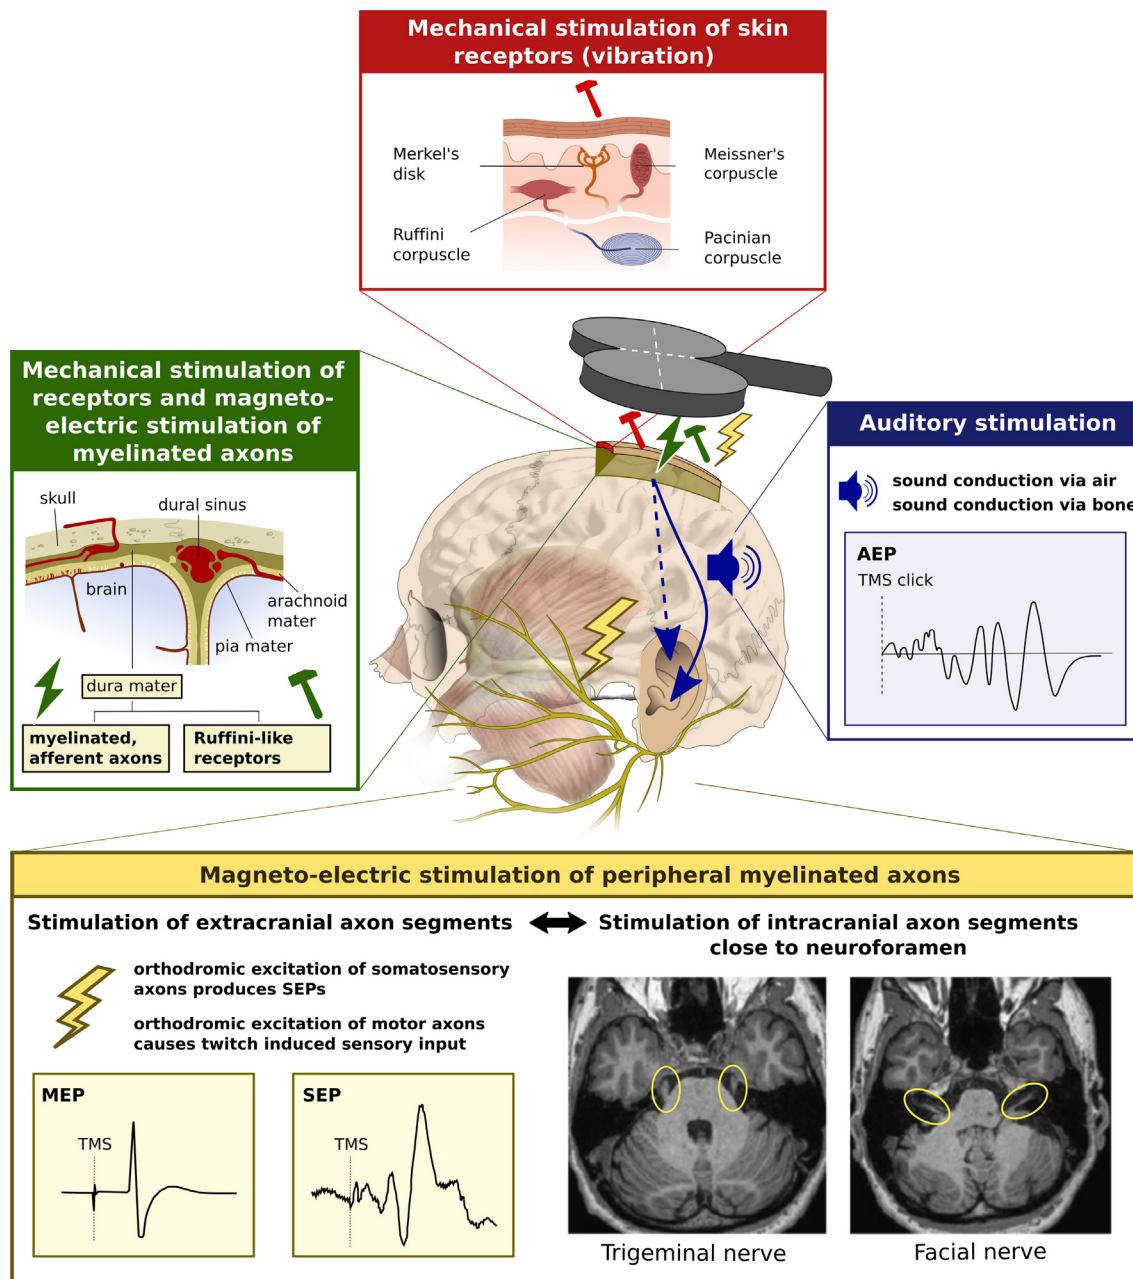 Mechanical stimulation of skin
receptors (vibration)
Merkel's
disk
Meissner's
corpuscle
Ruffini
corpuscle
Pacinian
corpuscle
Mechanical stimulation of
receptors and magneto-
electric stimulation of
myelinated axons
skull
dural sinus
brain
arachnoid
mater
pia mater
dura mater
myelinated,
afferent axons
Ruffini-like
receptors
Auditory stimulation
sound conduction via air
sound conduction via bone
AEP
TMS click
Magneto-electric stimulation of peripheral myelinated axons
Stimulation of extracranial axon segments
Stimulation of intracranial axon segments
close to neuroforamen
orthodromic excitation of somatosensory
axons produces SEPs
orthodromic excitation of motor axons
causes twitch induced sensory input
MEP
TMS
SEP
TMS
Trigeminal nerve
Facial nerve